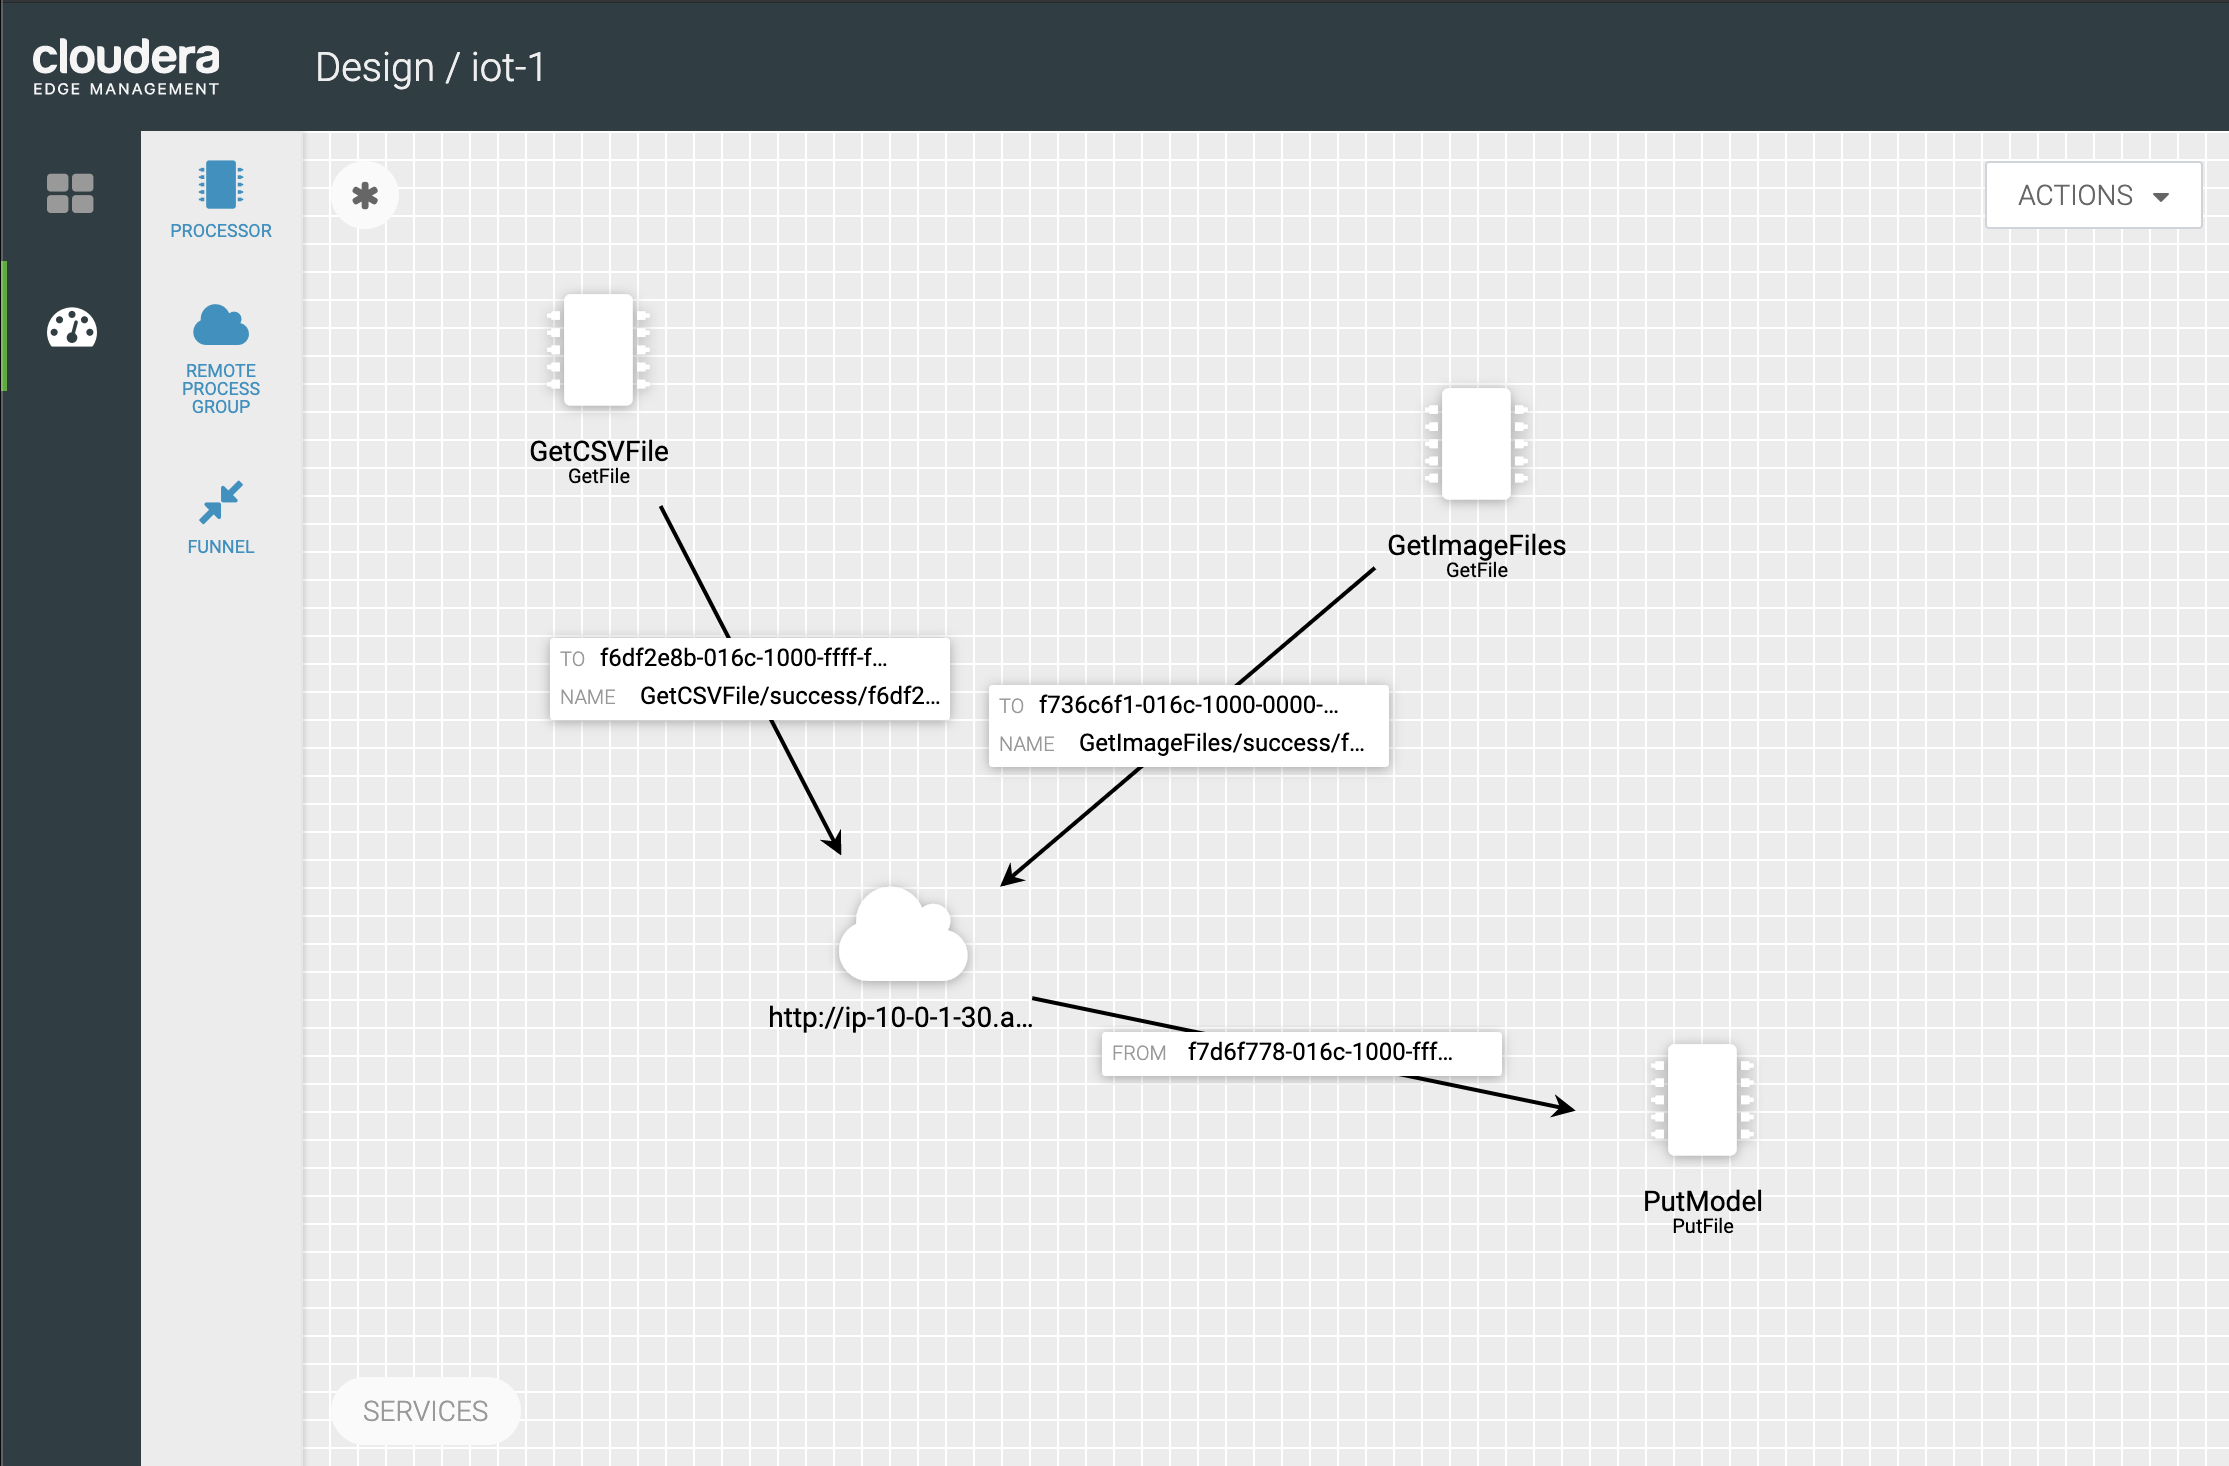 cloudera
EDGE MANAGEMENT
Design / iot-1
PROCESSOR
REMOTE
PROCESS
GROUP
FUNNEL
ACTIONS
GetCSVFile
GetFile
GetImageFiles
GetFile
TO f6df2e8b-016c-1000-ffff-f...
NAME GetCSVFile/success/f6df2...
TO f736c6f1-016c-1000-0000-...
NAME GetImageFiles/success/f...
http://ip-10-0-1-30.a...
FROM f7d6f778-016c-1000-fff...
PutModel
PutFile
SERVICES